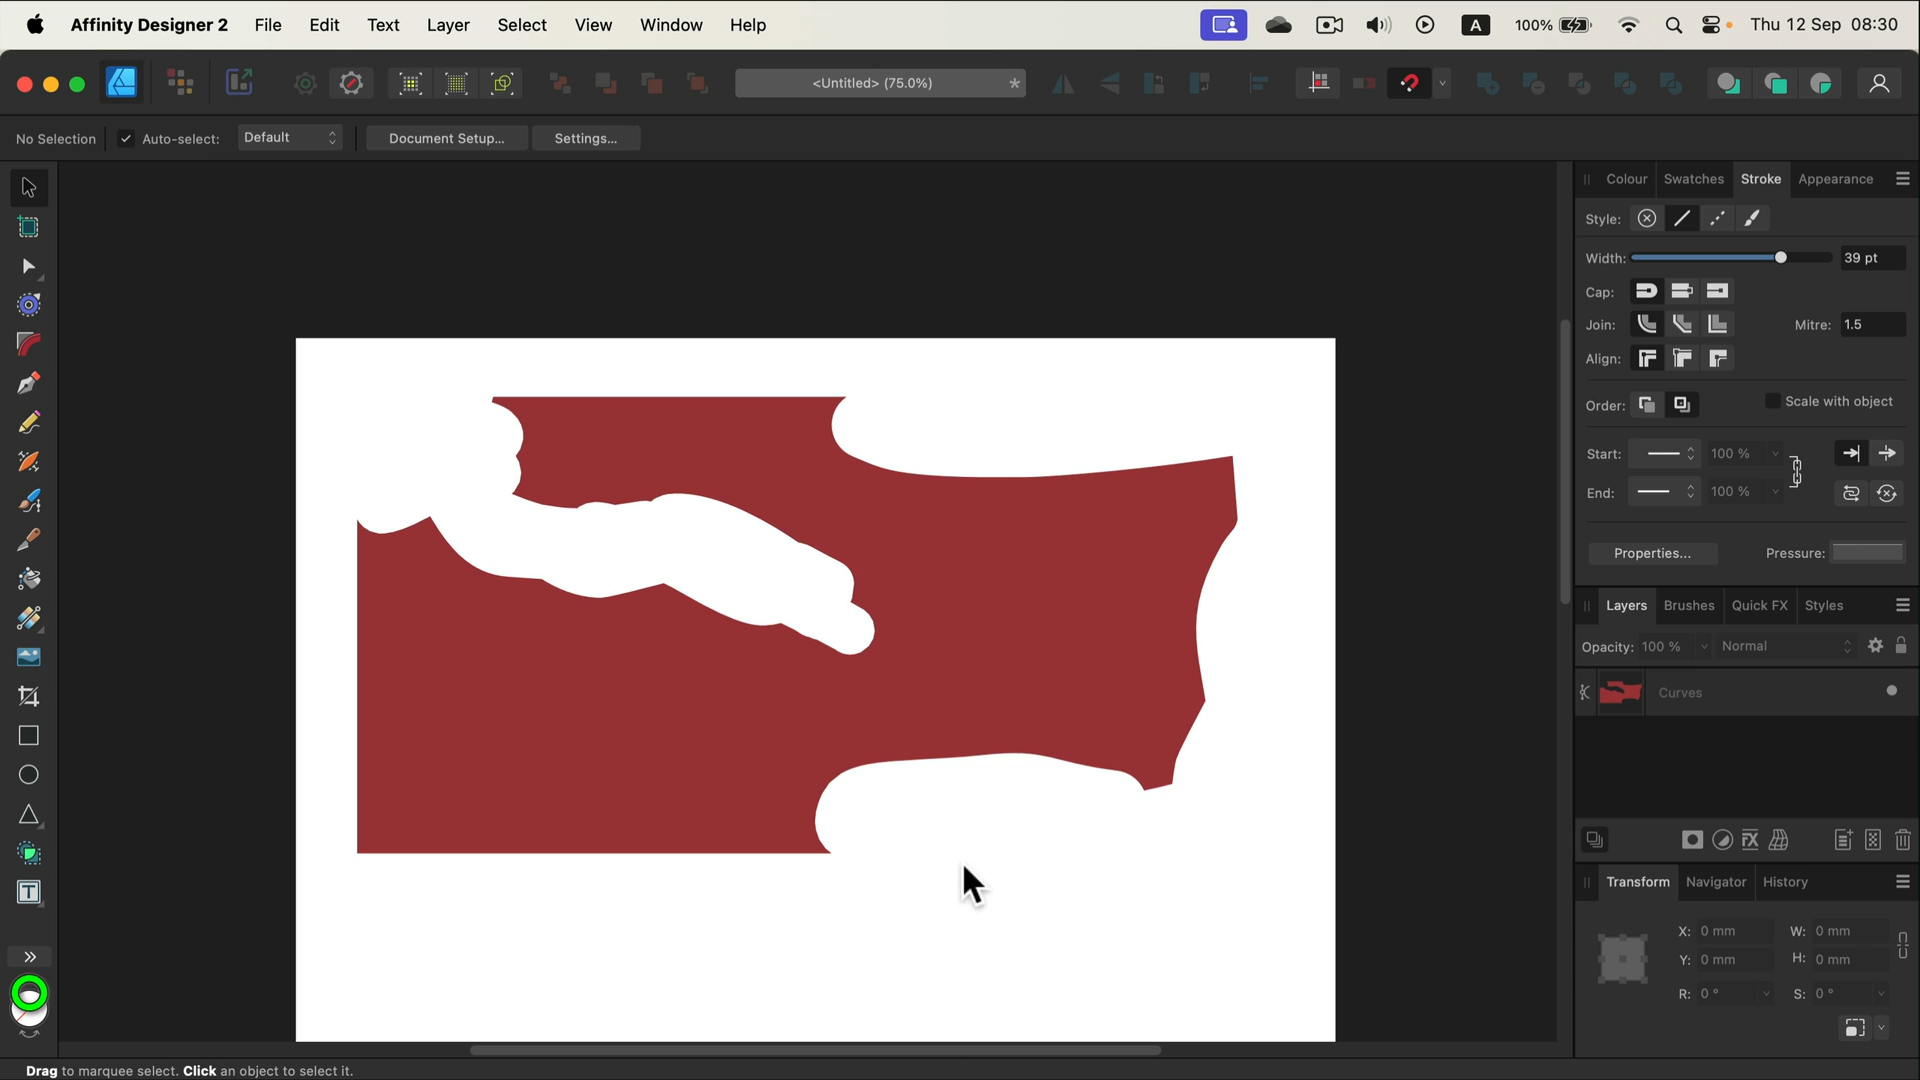 Affinity Designer 2 File Edit Text Layer Select View Window Help A 100% Thu 12 Sep 08:30
<Untitled> (75.0%) *
No Selection Auto-select: Default Document Setup... Settings...
Colour Swatches Stroke Appearance
Style:
Width: 39 pt
Cap:
Join: Mitre: 1.5
Align:
Order: Scale with object
Start: 100 %
End: 100 %
Properties... Pressure:
Layers Brushes Quick FX Styles
Opacity: 100 % Normal
Curves
FX
Transform Navigator History
X: 0 mm W: 0 mm
Y: 0 mm H: 0 mm
R: 0 ° S: 0 °
T
Drag to marquee select. Click an object to select it.